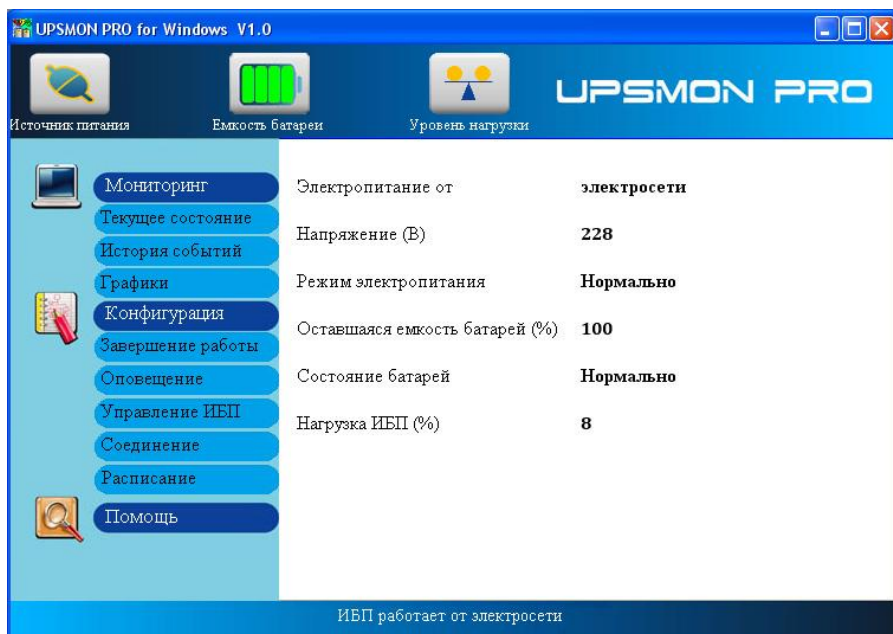 UPSMON PRO for Windows V1.0
UPSMON PRO
Источник питания
Емкость батареи
Уровень нагрузки
Мониторинг
Текущее состояние
История событий
Графики
Конфигурация
Завершение работы
Оповещение
Управление ИБП
Соединение
Расписание
Помощь
Электропитание от электросети
Напряжение (В) 228
Режим электропитания Нормально
Оставшаяся емкость батарей (%) 100
Состояние батарей Нормально
Нагрузка ИБП (%) 8
ИБП работает от электросети